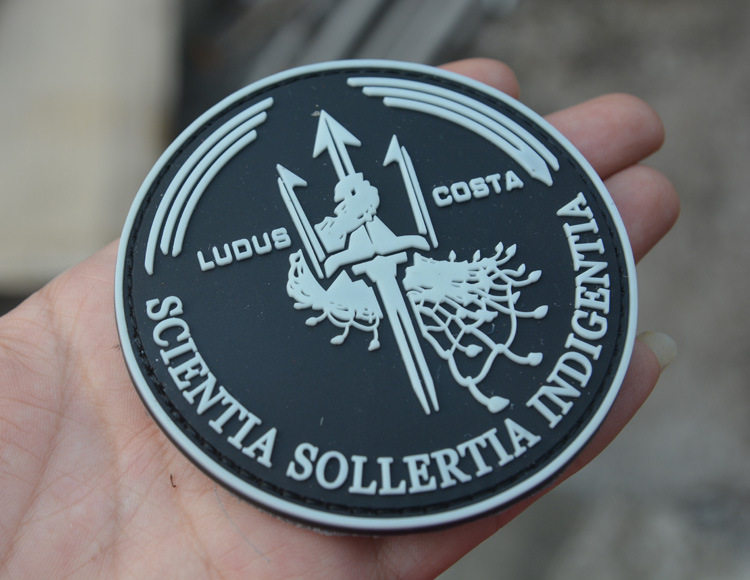 LUDUS COSTA
SCIENTIA SOLLERTIA INDIGENTIA